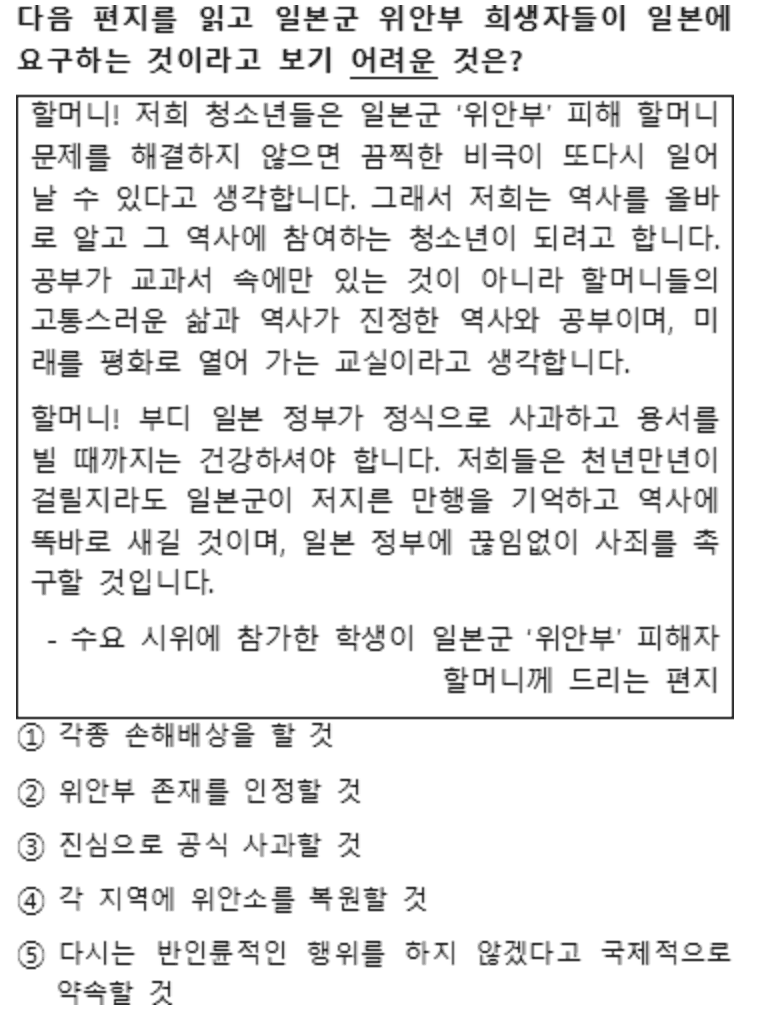 다음 편지를 읽고 일본군 위안부 희생자들이 일본에
요구하는 것이라고 보기 어려운 것은?
할머니! 저희 청소년들은 일본군 ‘위안부’ 피해 할머니
문제를 해결하지 않으면 끔찍한 비극이 또다시 일어
날 수 있다고 생각합니다. 그래서 저희는 역사를 올바
로 알고 그 역사에 참여하는 청소년이 되려고 합니다.
공부가 교과서 속에만 있는 것이 아니라 할머니들의
고통스러운 삶과 역사가 진정한 역사와 공부이며, 미
래를 평화로 열어 가는 교실이라고 생각합니다.
할머니! 부디 일본 정부가 정식으로 사과하고 용서를
빌 때까지는 건강하셔야 합니다. 저희들은 천년만년이
걸릴지라도 일본군이 저지른 만행을 기억하고 역사에
똑바로 새길 것이며, 일본 정부에 끊임없이 사죄를 촉
구할 것입니다.
- 수요 시위에 참가한 학생이 일본군 ‘위안부’ 피해자
할머니께 드리는 편지
① 각종 손해배상을 할 것
② 위안부 존재를 인정할 것
③ 진심으로 공식 사과할 것
④ 각 지역에 위안소를 복원할 것
⑤ 다시는 반인륜적인 행위를 하지 않겠다고 국제적으로
약속할 것